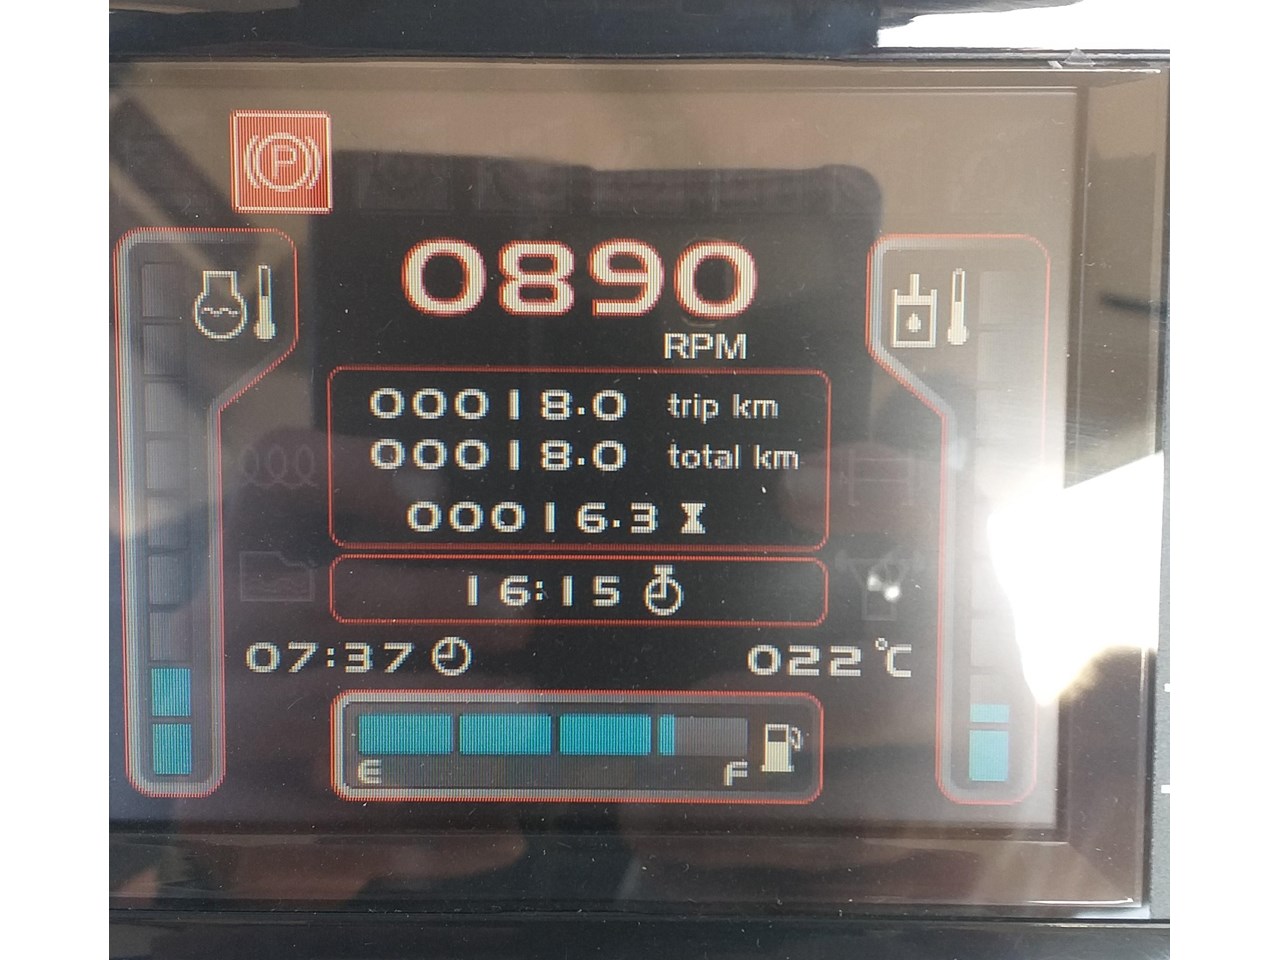 P
0890
RPM
00018.0 trip km
00018.0 total km
00016.3
16:15
07:37 022°C
E F